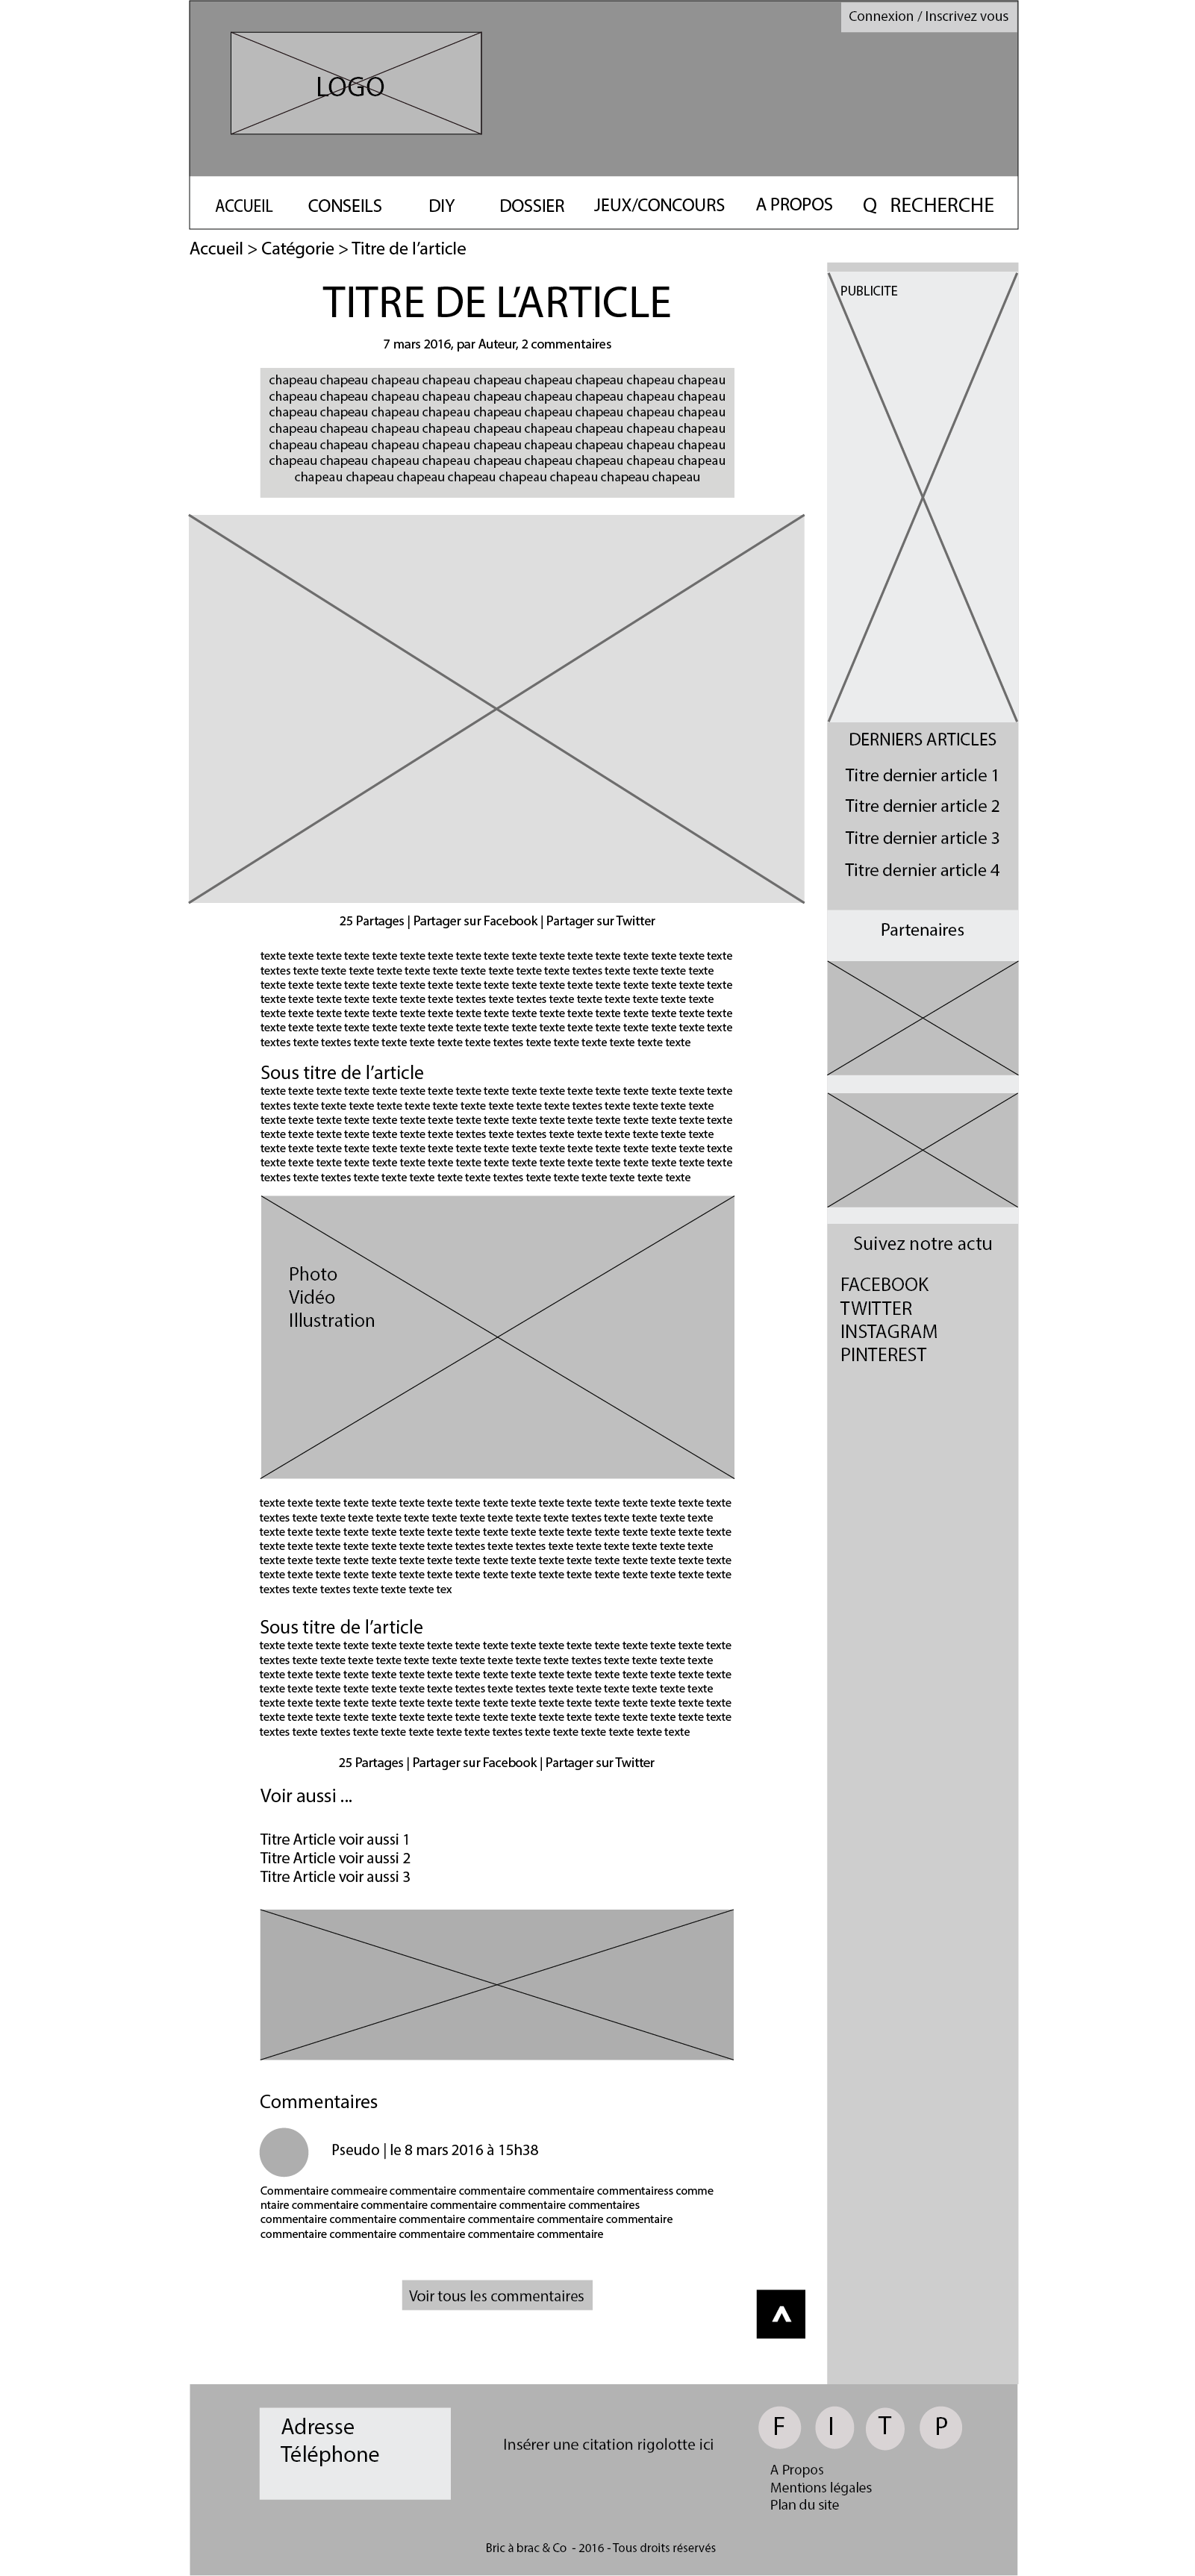 Connexion / Inscrivez vous
LOGO
ACCUEIL CONSEILS DIY DOSSIER JEUX/CONCOURS A PROPOS Q RECHERCHE
Accueil > Catégorie > Titre de l’article
TITRE DE L’ARTICLE
7 mars 2016, par Auteur, 2 commentaires
chapeau chapeau chapeau chapeau chapeau chapeau chapeau chapeau chapeau
chapeau chapeau chapeau chapeau chapeau chapeau chapeau chapeau chapeau
chapeau chapeau chapeau chapeau chapeau chapeau chapeau chapeau chapeau
chapeau chapeau chapeau chapeau chapeau chapeau chapeau chapeau chapeau
chapeau chapeau chapeau chapeau chapeau chapeau chapeau chapeau chapeau
chapeau chapeau chapeau chapeau chapeau chapeau chapeau chapeau chapeau
chapeau chapeau chapeau chapeau chapeau chapeau chapeau chapeau
25 Partages | Partager sur Facebook | Partager sur Twitter
texte texte texte texte texte texte texte texte texte texte texte texte texte texte texte texte texte
textes texte texte texte texte texte texte texte texte texte texte textes texte texte texte texte
texte texte texte texte texte texte texte texte texte texte texte texte texte texte texte texte texte
texte texte texte texte texte texte texte textes texte textes texte texte texte texte texte texte
texte texte texte texte texte texte texte texte texte texte texte texte texte texte texte texte texte
texte texte texte texte texte texte texte texte texte texte texte texte texte texte texte texte texte
textes texte textes texte texte texte texte texte textes texte texte texte texte texte texte
Sous titre de l’article
texte texte texte texte texte texte texte texte texte texte texte texte texte texte texte texte texte
textes texte texte texte texte texte texte texte texte texte texte textes texte texte texte texte
texte texte texte texte texte texte texte texte texte texte texte texte texte texte texte texte texte
texte texte texte texte texte texte texte textes texte textes texte texte texte texte texte texte
texte texte texte texte texte texte texte texte texte texte texte texte texte texte texte texte texte
texte texte texte texte texte texte texte texte texte texte texte texte texte texte texte texte texte
textes texte textes texte texte texte texte texte textes texte texte texte texte texte texte
Photo
Vidéo
Illustration
texte texte texte texte texte texte texte texte texte texte texte texte texte texte texte texte texte
textes texte texte texte texte texte texte texte texte texte texte textes texte texte texte texte
texte texte texte texte texte texte texte texte texte texte texte texte texte texte texte texte texte
texte texte texte texte texte texte texte textes texte textes texte texte texte texte texte texte
texte texte texte texte texte texte texte texte texte texte texte texte texte texte texte texte texte
texte texte texte texte texte texte texte texte texte texte texte texte texte texte texte texte texte
textes texte textes texte texte texte tex
Sous titre de l’article
texte texte texte texte texte texte texte texte texte texte texte texte texte texte texte texte texte
textes texte texte texte texte texte texte texte texte texte texte textes texte texte texte texte
texte texte texte texte texte texte texte texte texte texte texte texte texte texte texte texte texte
texte texte texte texte texte texte texte textes texte textes texte texte texte texte texte texte
texte texte texte texte texte texte texte texte texte texte texte texte texte texte texte texte texte
texte texte texte texte texte texte texte texte texte texte texte texte texte texte texte texte texte
textes texte textes texte texte texte texte texte textes texte texte texte texte texte texte
25 Partages | Partager sur Facebook | Partager sur Twitter
Voir aussi ...
Titre Article voir aussi 1
Titre Article voir aussi 2
Titre Article voir aussi 3
Commentaires
Pseudo | le 8 mars 2016 à 15h38
Commentaire commeaire commentaire commentaire commentaire commentairess comme
ntaire commentaire commentaire commentaire commentaire commentaires
commentaire commentaire commentaire commentaire commentaire commentaire
commentaire commentaire commentaire commentaire commentaire
Voir tous les commentaires
PUBLICITE
DERNIERS ARTICLES
Titre dernier article 1
Titre dernier article 2
Titre dernier article 3
Titre dernier article 4
Partenaires
Suivez notre actu
FACEBOOK
TWITTER
INSTAGRAM
PINTEREST
Adresse
Téléphone
Insérer une citation rigolotte ici
F I T P
A Propos
Mentions légales
Plan du site
Bric à brac & Co - 2016 - Tous droits réservés